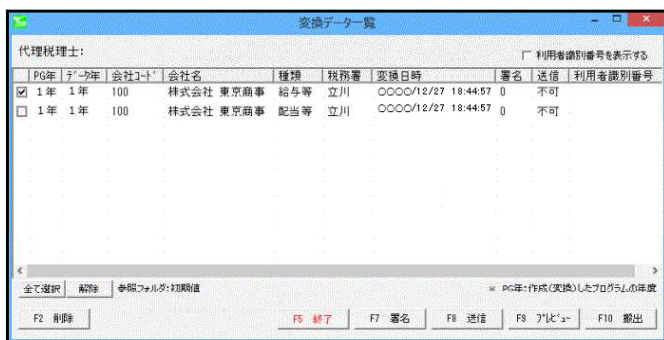 変換データ一覧
代理税理士:
利用者識別番号を表示する
PG年 データ年 会社コード 会社名 種類 税務署 変換日時 署名 送信 利用者識別番号
1年 1年 100 株式会社 東京商事 給与等 立川 〇〇〇〇/12/27 18:44:57 0 不可
1年 1年 100 株式会社 東京商事 配当等 立川 〇〇〇〇/12/27 18:44:57 0 不可
全て選択 解除 参照フォルダ:初期値 ※ PG年:作成(変換)したプログラムの年度
F2 削除 F5 終了 F7 署名 F8 送信 F9 プレビュー F10 搬出